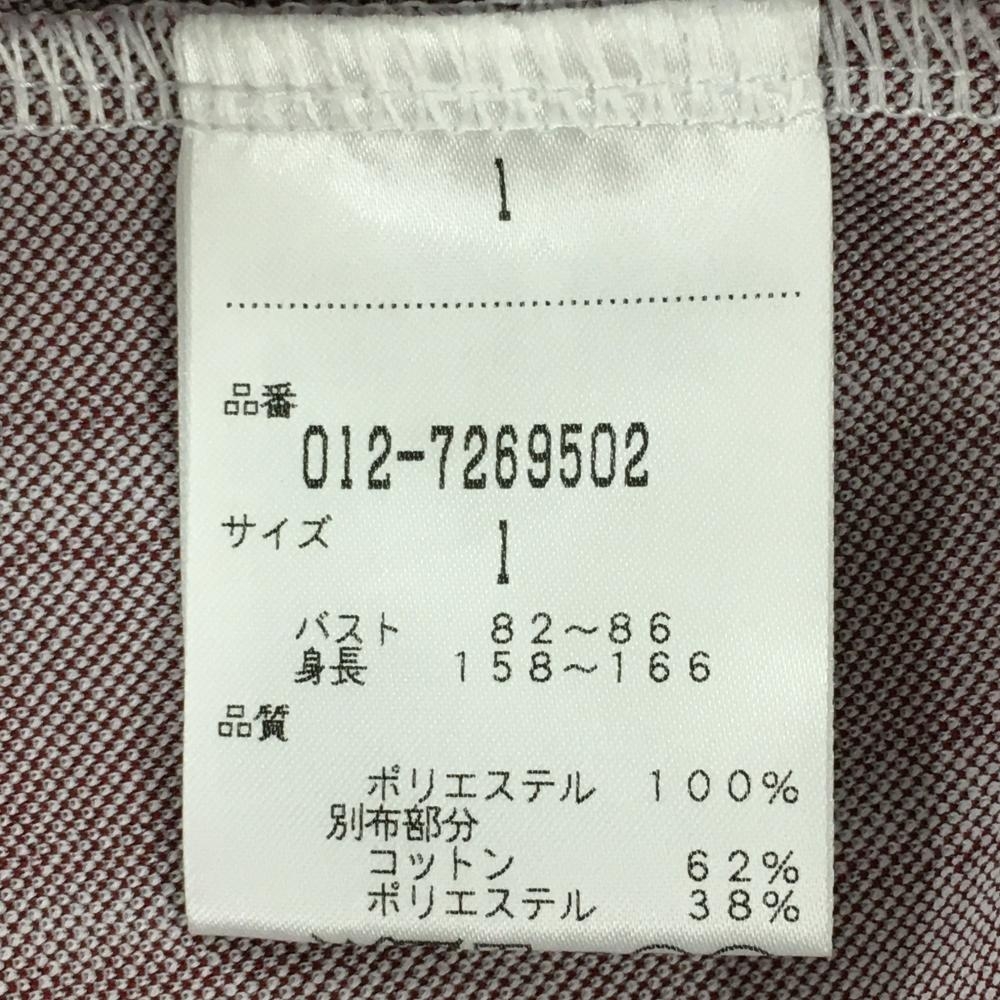 1
品番
012-7269502
サイズ 1
バスト 82～86
身長 158～166
品質
ポリエステル 100%
別布部分
コットン 62%
ポリエステル 38%